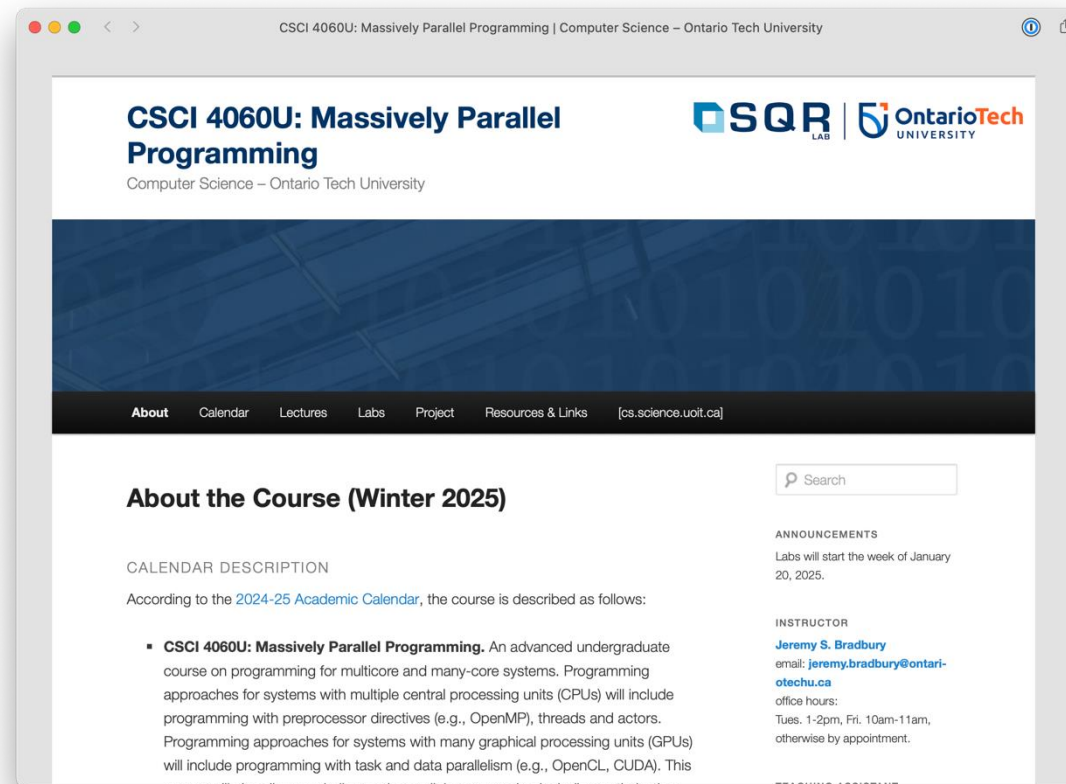 CSCI 4060U: Massively Parallel Programming | Computer Science – Ontario Tech University
CSCI 4060U: Massively Parallel
Programming
Computer Science – Ontario Tech University
SQR
LAB
OntarioTech
UNIVERSITY
About Calendar Lectures Labs Project Resources & Links [cs.science.uoit.ca]
About the Course (Winter 2025)
CALENDAR DESCRIPTION
According to the 2024-25 Academic Calendar, the course is described as follows:
CSCI 4060U: Massively Parallel Programming. An advanced undergraduate
course on programming for multicore and many-core systems. Programming
approaches for systems with multiple central processing units (CPUs) will include
programming with preprocessor directives (e.g., OpenMP), threads and actors.
Programming approaches for systems with many graphical processing units (GPUs)
will include programming with task and data parallelism (e.g., OpenCL, CUDA). This
Search
ANNOUNCEMENTS
Labs will start the week of January
20, 2025.
INSTRUCTOR
Jeremy S. Bradbury
email: jeremy.bradbury@ontari-
otechu.ca
office hours:
Tues. 1-2pm, Fri. 10am-11am,
otherwise by appointment.